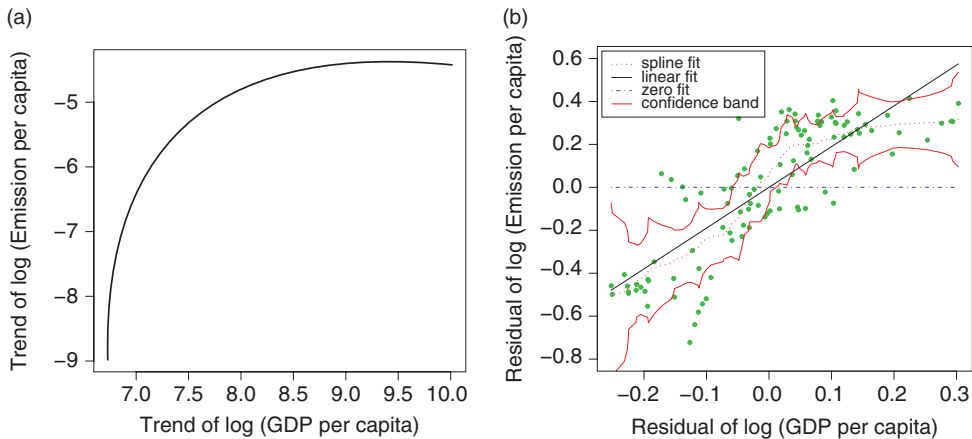 (a)
Trend of log (Emission per capita)
−5
−6
−7
−8
−9
7.0 7.5 8.0 8.5 9.0 9.5 10.0
Trend of log (GDP per capita)
(b)
Residual of log (Emission per capita)
0.6
0.4
0.2
0.0
−0.2
−0.4
−0.6
−0.8
spline fit
linear fit
zero fit
confidence band
−0.2 −0.1 0.0 0.1 0.2 0.3
Residual of log (GDP per capita)